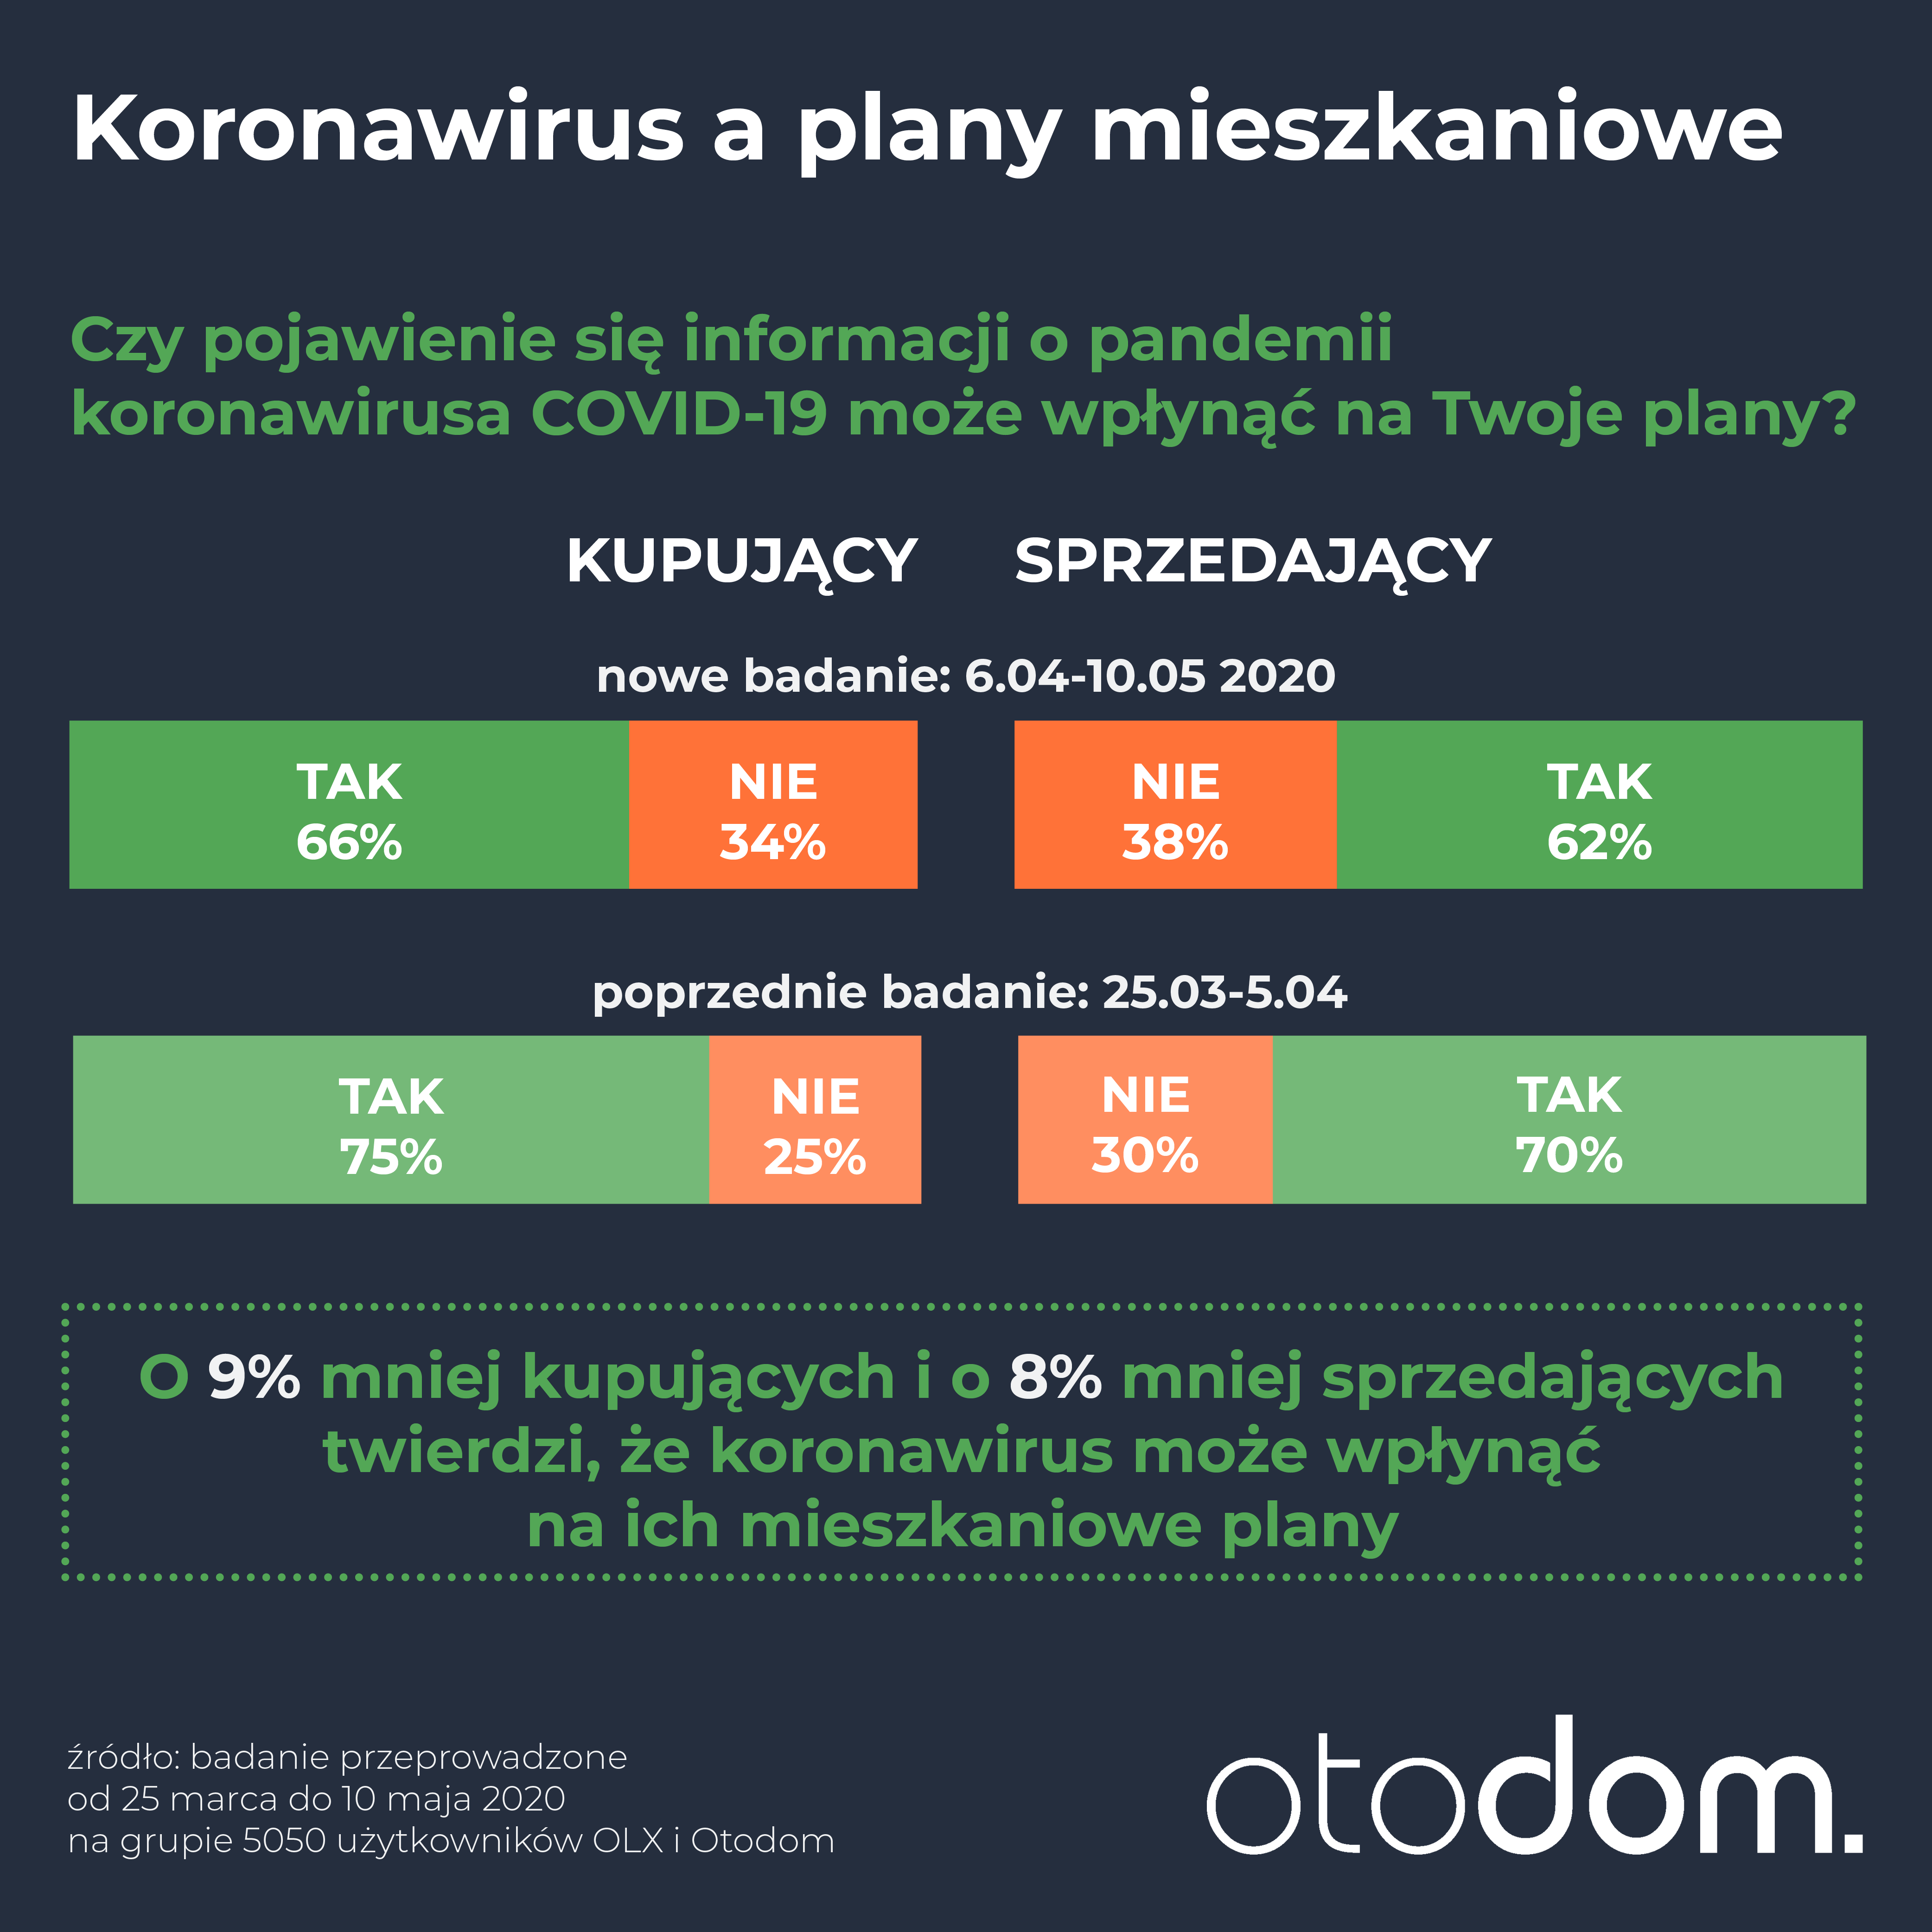 Koronawirus a plany mieszkaniowe
Czy pojawienie się informacji o pandemii
koronawirusa COVID-19 może wpłynąć na Twoje plany?
KUPUJĄCY SPRZEDAJĄCY
nowe badanie: 6.04-10.05 2020
TAK NIE NIE TAK
66% 34% 38% 62%
poprzednie badanie: 25.03-5.04
TAK NIE NIE TAK
75% 25% 30% 70%
O 9% mniej kupujących i o 8% mniej sprzedających
twierdzi, że koronawirus może wpłynąć
na ich mieszkaniowe plany
źródło: badanie przeprowadzone
od 25 marca do 10 maja 2020
na grupie 5050 użytkowników OLX i Otodom
otodom.